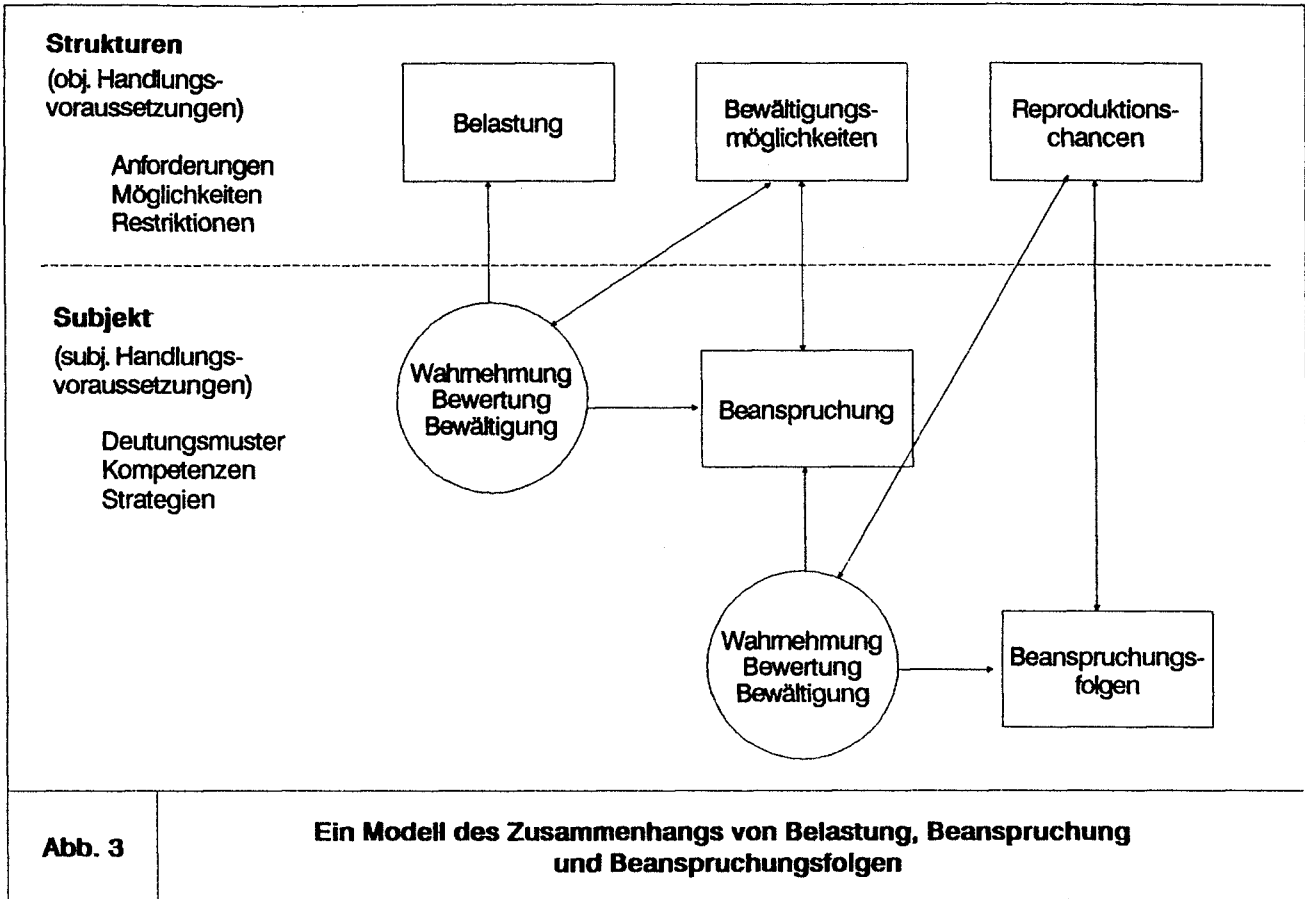 Strukturen
(obj. Handlungs-
voraussetzungen)
Anforderungen
Möglichkeiten
Restriktionen
Belastung
Bewältigungs-
möglichkeiten
Reproduktions-
chancen
Subjekt
(subj. Handlungs-
voraussetzungen)
Deutungsmuster
Kompetenzen
Strategien
Wahrnehmung
Bewertung
Bewältigung
Beanspruchung
Wahrnehmung
Bewertung
Bewältigung
Beanspruchungs-
folgen
Abb. 3
Ein Modell des Zusammenhangs von Belastung, Beanspruchung
und Beanspruchungsfolgen